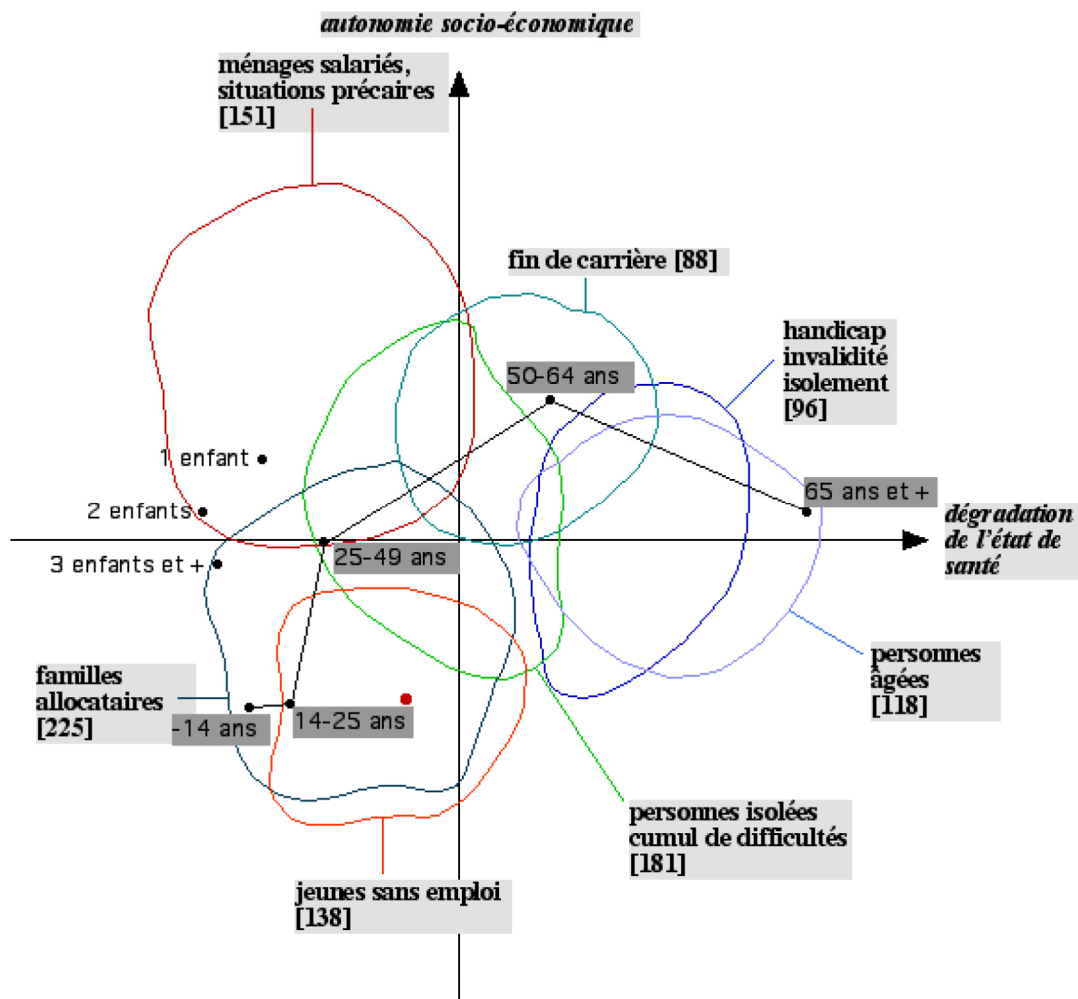 autonomie socio-économique
ménages salariés,
situations précaires
[151]
fin de carrière [88]
handicap
invalidité
isolement
[96]
50-64 ans
1 enfant
2 enfants
65 ans et +
dégradation
de l'état de
santé
3 enfants et +
25-49 ans
familles
allocataires
[225]
-14 ans
14-25 ans
personnes
âgées
[118]
personnes isolées
cumul de difficultés
[181]
jeunes sans emploi
[138]